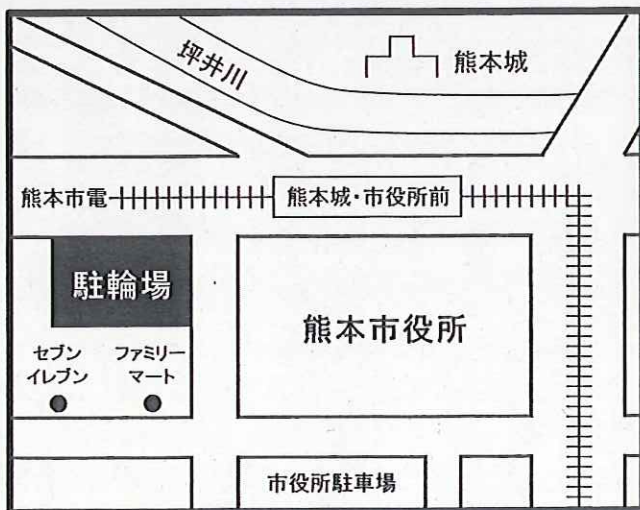 坪井川
熊本城
熊本市電
熊本城・市役所前
駐輪場
熊本市役所
セブン
イレブン
ファミリー
マート
市役所駐車場